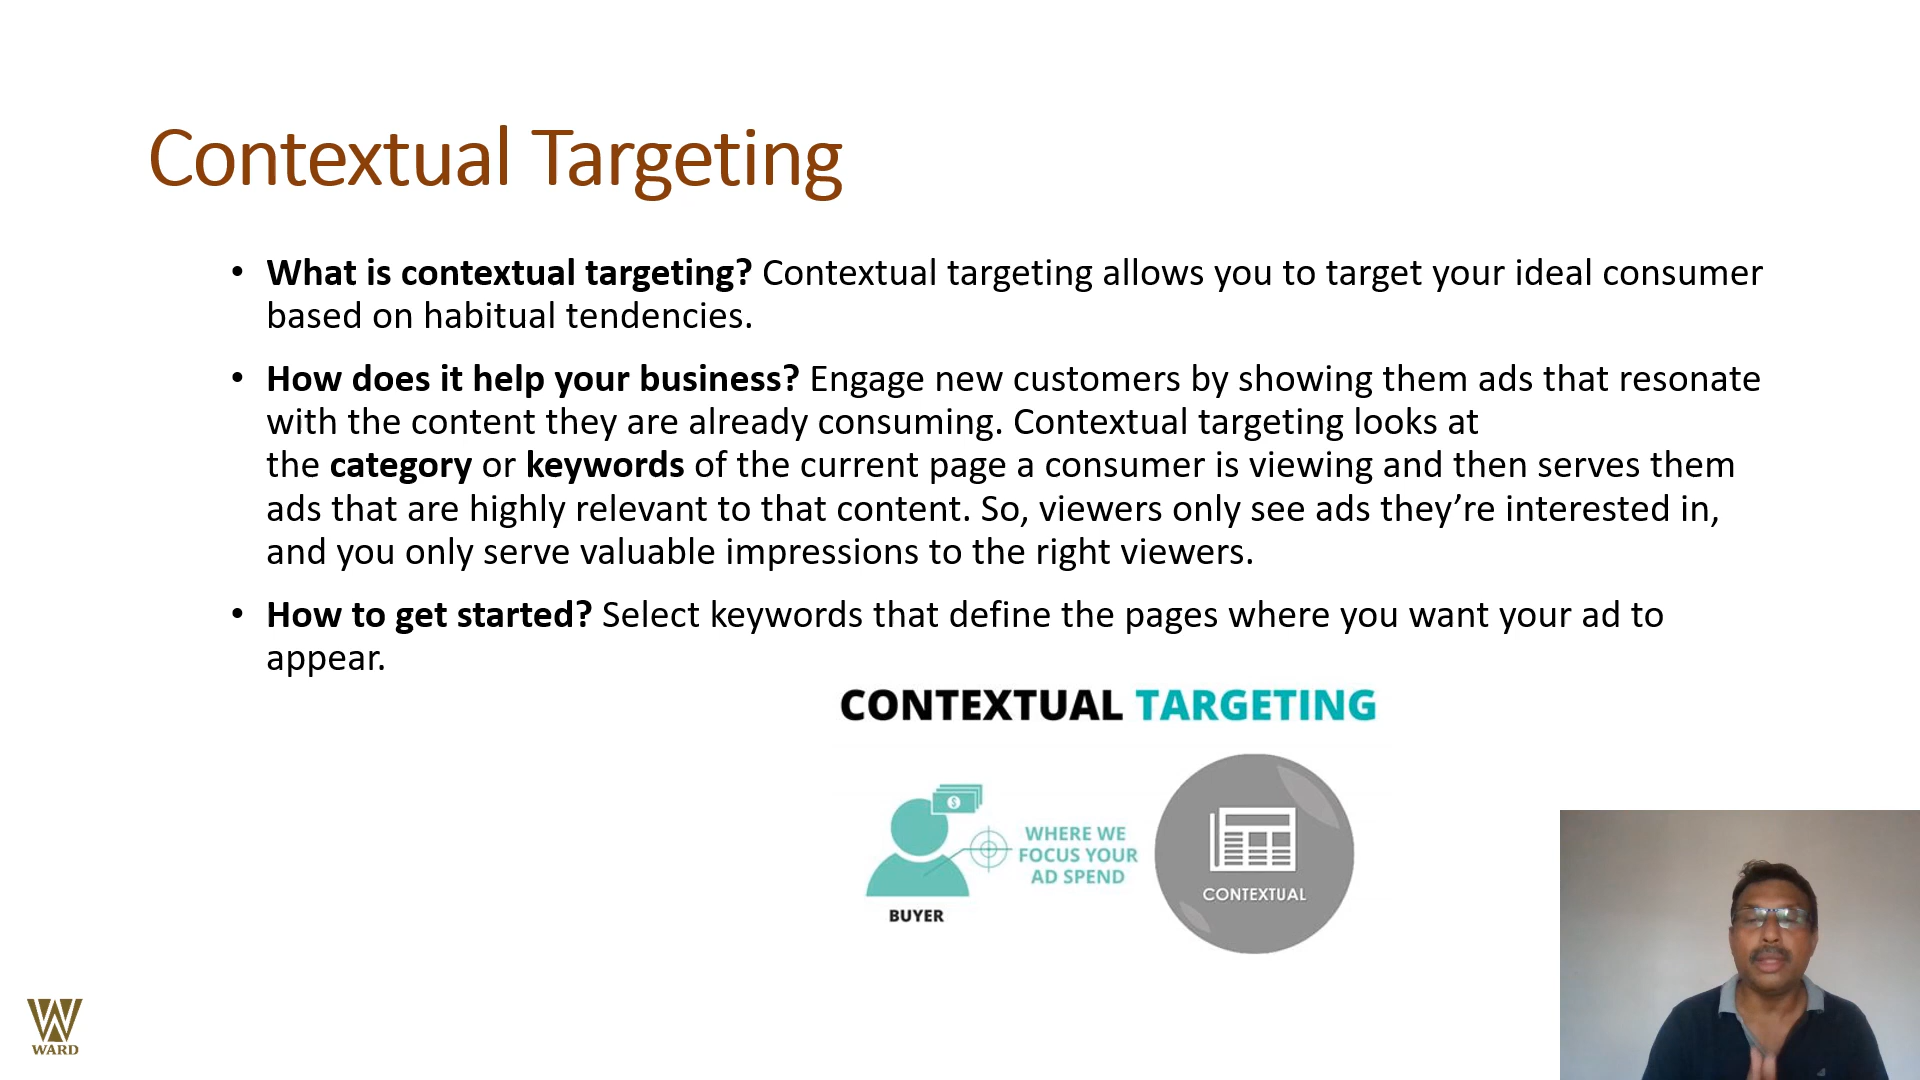 Contextual Targeting
• What is contextual targeting? Contextual targeting allows you to target your ideal consumer
based on habitual tendencies.
• How does it help your business? Engage new customers by showing them ads that resonate
with the content they are already consuming. Contextual targeting looks at
the category or keywords of the current page a consumer is viewing and then serves them
ads that are highly relevant to that content. So, viewers only see ads they’re interested in,
and you only serve valuable impressions to the right viewers.
• How to get started? Select keywords that define the pages where you want your ad to
appear.
CONTEXTUAL TARGETING
WHERE WE
FOCUS YOUR
AD SPEND
BUYER
CONTEXTUAL
WARD